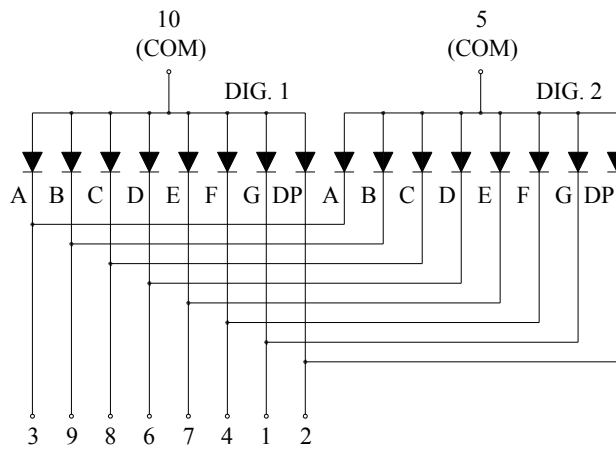 10 5
(COM) (COM)
DIG. 1 DIG. 2
A B C D E F G DP A B C D E F G DP
3 9 8 6 7 4 1 2